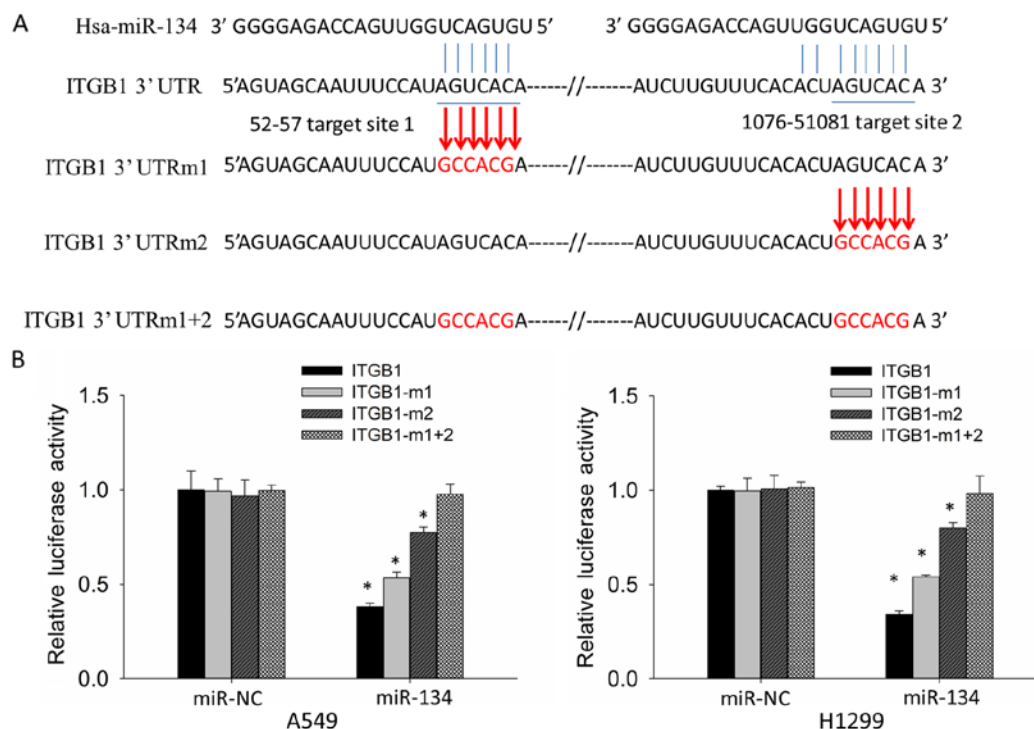 A
Hsa-miR-134 3’ GGGGAGACCAGUUGGUCAGUGU 5’ 3’ GGGGAGACCAGUUGGUCAGUGU 5’
ITGB1 3’ UTR 5’AGUAGCAAUUUCCAUAGUCACA------//------AUCUUGUUUCACACUAGUCACA 3’
52-57 target site 1 1076-51081 target site 2
ITGB1 3’ UTRm1 5’AGUAGCAAUUUCCAUGCCACGA------//------AUCUUGUUUCACACUAGUCACA 3’
ITGB1 3’ UTRm2 5’AGUAGCAAUUUCCAUAGUCACA------//------AUCUUGUUUCACACUGCCACGA 3’
ITGB1 3’ UTRm1+2 5’AGUAGCAAUUUCCAUGCCACGA------//------AUCUUGUUUCACACUGCCACGA 3’
B
ITGB1
ITGB1-m1
ITGB1-m2
ITGB1-m1+2
Relative luciferase activity
1.5
1.0
0.5
0.0
* * *
miR-NC miR-134
A549
ITGB1
ITGB1-m1
ITGB1-m2
ITGB1-m1+2
Relative luciferase activity
1.5
1.0
0.5
0.0
* * *
miR-NC miR-134
H1299